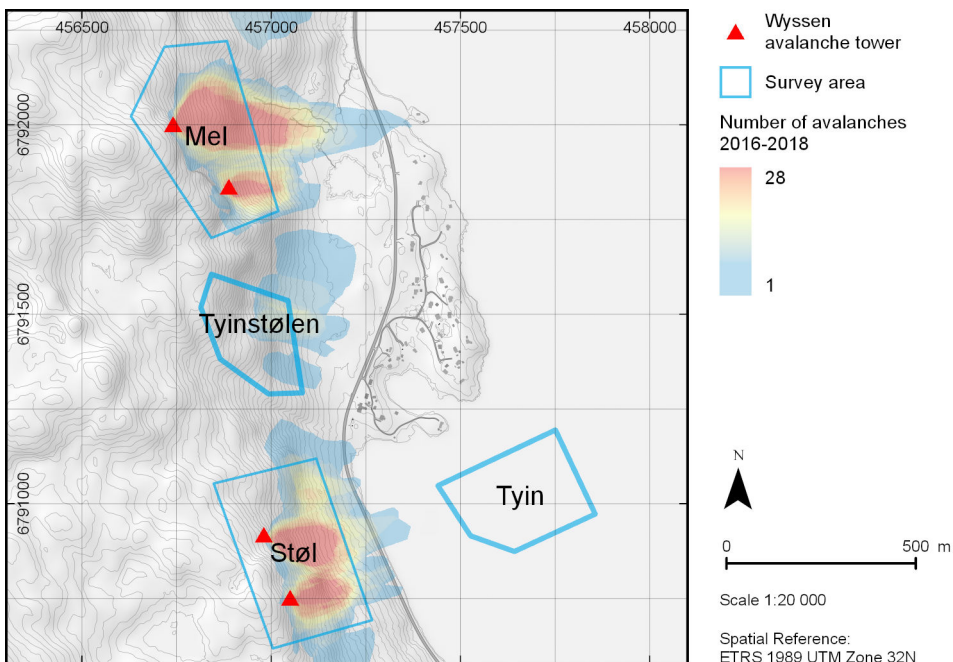 456500 457000 457500 458000
6792000
6791500
6791000
Mel
Tyinstølen
Støl
Tyin
Wyssen
avalanche tower
Survey area
Number of avalanches
2016-2018
28
1
N
0 500 m
Scale 1:20 000
Spatial Reference:
ETRS 1989 UTM Zone 32N